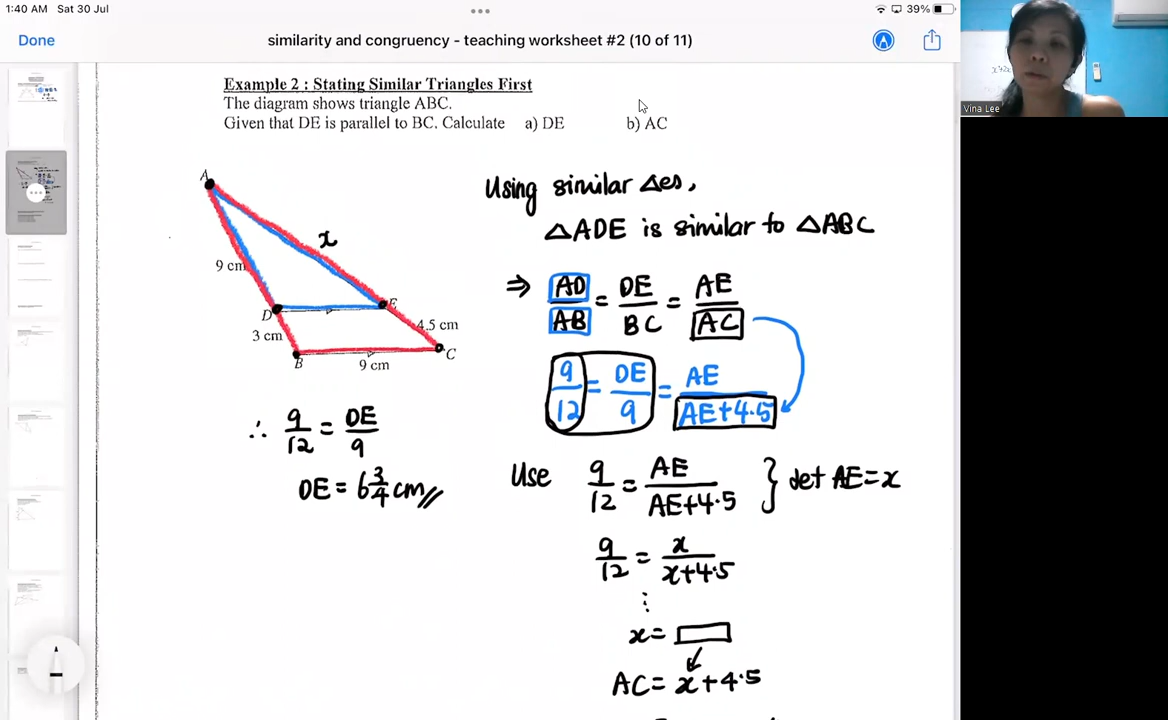 1:40 AM Sat 30 Jul
39%
Done
similarity and congruency - teaching worksheet #2 (10 of 11)
Vina Lee
Example 2 : Stating Similar Triangles First
The diagram shows triangle ABC.
Given that DE is parallel to BC. Calculate a) DE b) AC
A
x
9 cm
D
E
3 cm
4.5 cm
B
9 cm
C
Using similar △es,
△ADE is similar to △ABC
⇒ AD/AB = DE/BC = AE/AC
9/12 = DE/9 = AE/AE+4.5
∴ 9/12 = DE/9
DE = 6 3/4 cm//
Use 9/12 = AE/AE+4.5 } let AE = x
9/12 = x/x+4.5
⋮
x = ▭
AC = x + 4.5